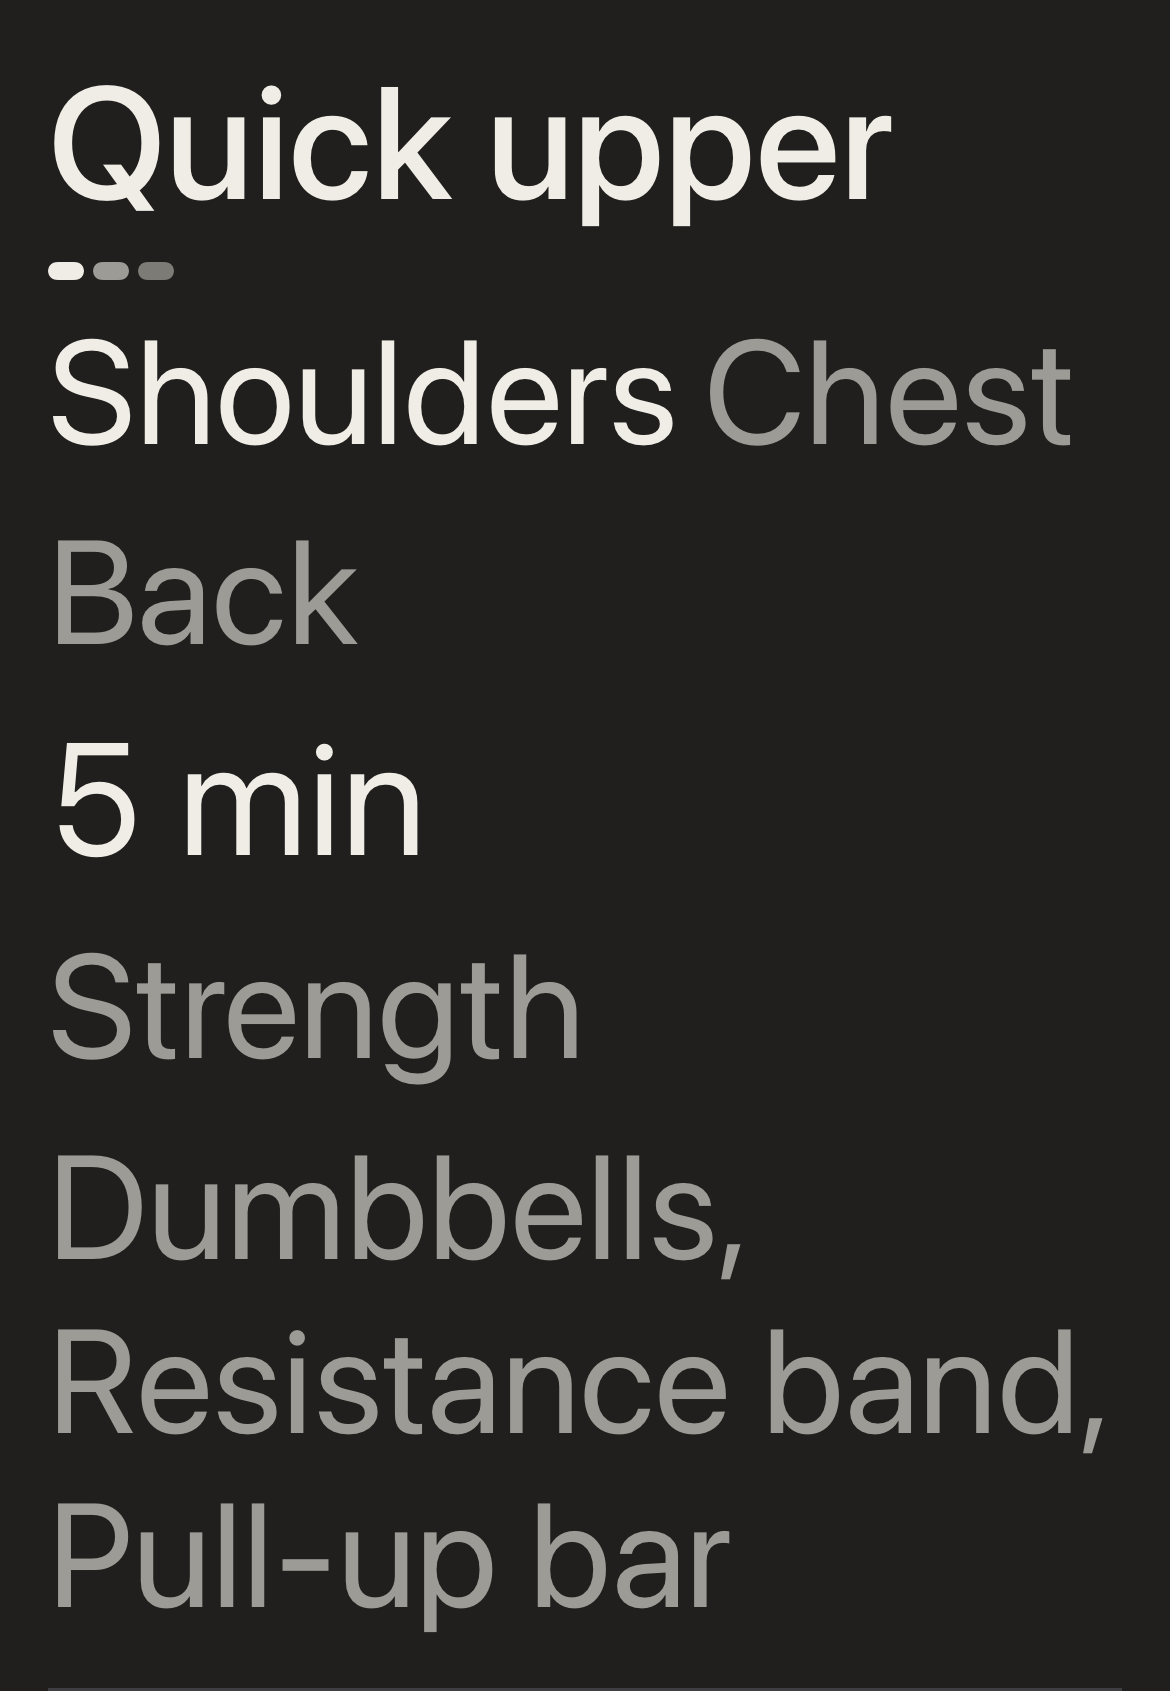 Quick upper
Shoulders Chest
Back
5 min
Strength
Dumbbells,
Resistance band,
Pull-up bar